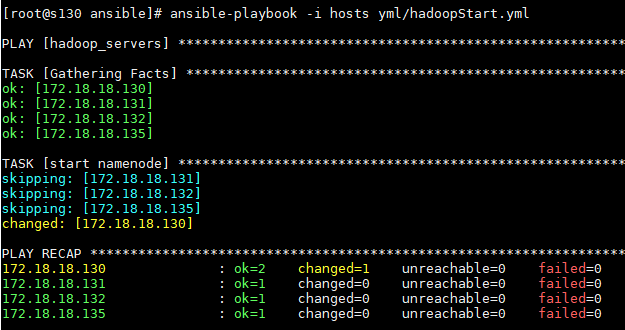 [root@s130 ansible]# ansible-playbook -i hosts yml/hadoopStart.yml
PLAY [hadoop_servers] ********************************************************
TASK [Gathering Facts] *******************************************************
ok: [172.18.18.130]
ok: [172.18.18.131]
ok: [172.18.18.132]
ok: [172.18.18.135]
TASK [start namenode] ********************************************************
skipping: [172.18.18.131]
skipping: [172.18.18.132]
skipping: [172.18.18.135]
changed: [172.18.18.130]
PLAY RECAP *******************************************************************
172.18.18.130 : ok=2 changed=1 unreachable=0 failed=0
172.18.18.131 : ok=1 changed=0 unreachable=0 failed=0
172.18.18.132 : ok=1 changed=0 unreachable=0 failed=0
172.18.18.135 : ok=1 changed=0 unreachable=0 failed=0